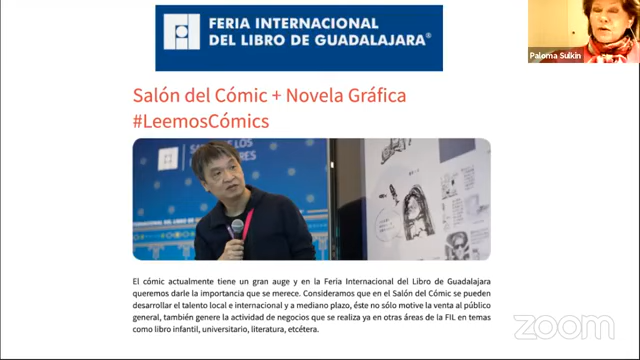 FERIA INTERNACIONAL
DEL LIBRO DE GUADALAJARA®
Paloma Sulkin
Salón del Cómic + Novela Gráfica
#LeemosCómics
El cómic actualmente tiene un gran auge y en la Feria Internacional del Libro de Guadalajara
queremos darle la importancia que se merece. Consideramos que en el Salón del Cómic se pueden
desarrollar el talento local e internacional y a mediano plazo, éste no sólo motive la venta al público
general, también genere la actividad de negocios que se realiza ya en otras áreas de la FIL en temas
como libro infantil, universitario, literatura, etcétera.
zoom